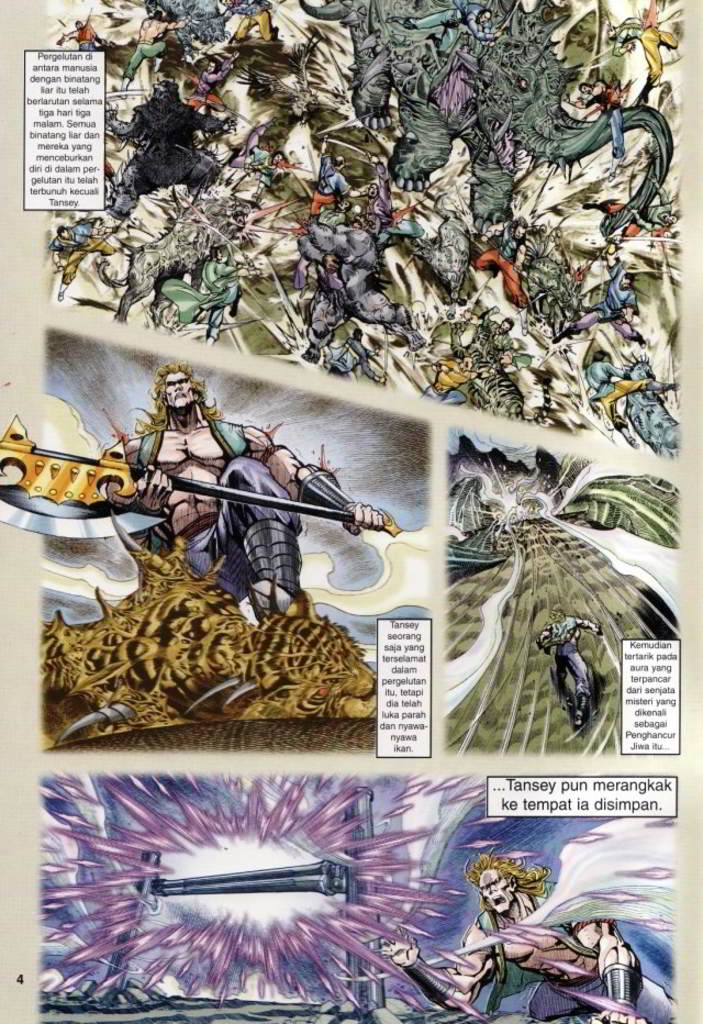 Pergelutan di
antara manusia
dengan binatang
liar itu telah
berlarutan selama
tiga hari tiga
malam. Semua
binatang liar dan
mereka yang
menceburkan
diri di dalam per-
gelutan itu telah
terbunuh kecuali
Tansey.
Tansey
seorang
saja yang
terselamat
dalam
pergelutan
itu, tetapi
dia telah
luka parah
dan nyawa-
nyawa
ikan.
Kemudian
tertarik pada
aura yang
terpancar
dari senjata
misteri yang
dikenali
sebagai
Penghancur
Jiwa itu...
...Tansey pun merangkak
ke tempat ia disimpan.
4